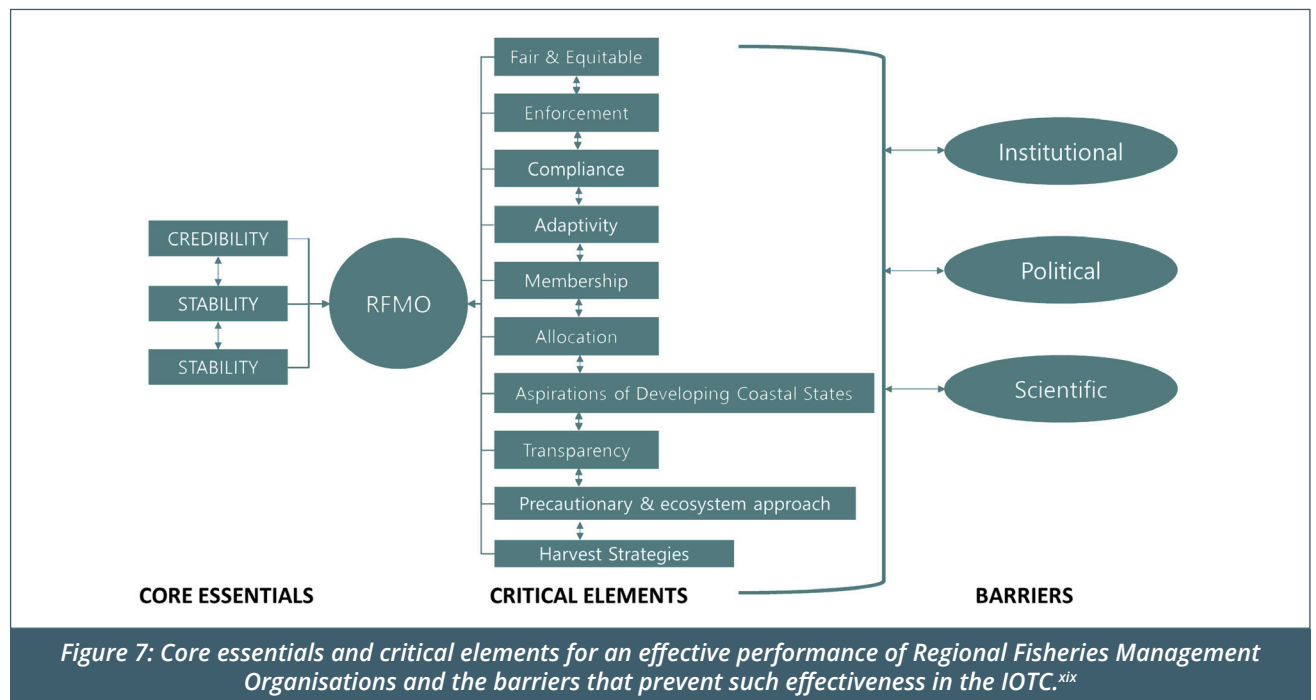 CREDIBILITY
STABILITY
STABILITY
RFMO
Fair & Equitable
Enforcement
Compliance
Adaptivity
Membership
Allocation
Aspirations of Developing Coastal States
Transparency
Precautionary & ecosystem approach
Harvest Strategies
Institutional
Political
Scientific
CORE ESSENTIALS
CRITICAL ELEMENTS
BARRIERS
Figure 7: Core essentials and critical elements for an effective performance of Regional Fisheries Management
Organisations and the barriers that prevent such effectiveness in the IOTC.xix